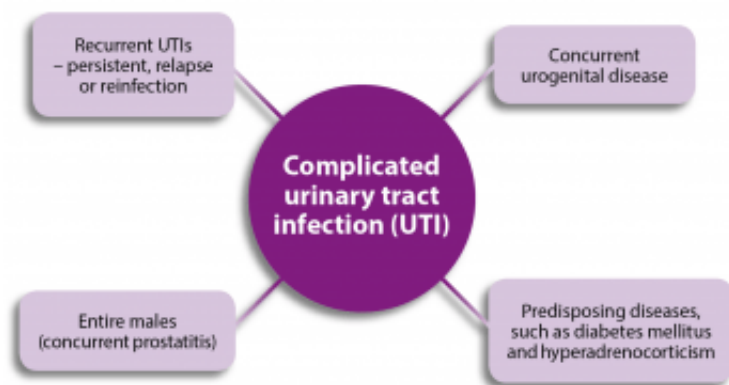 Recurrent UTIs
– persistent, relapse
or reinfection
Concurrent
urogenital disease
Complicated
urinary tract
infection (UTI)
Entire males
(concurrent prostatitis)
Predisposing diseases,
such as diabetes mellitus
and hyperadrenocorticism